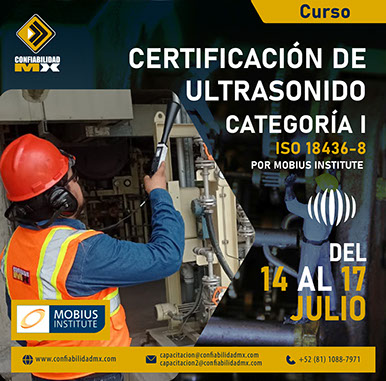 Curso
CONFIABILIDAD
MX
CERTIFICACIÓN DE
ULTRASONIDO
CATEGORÍA I
ISO 18436-8
POR MOBIUS INSTITUTE
DEL
14 AL 17
JULIO
MOBIUS
INSTITUTE
www.confiabilidadmx.com
capacitacion@confiabilidadmx.com
capacitacion2@confiabilidadmx.com
+52 (81) 1088-7971